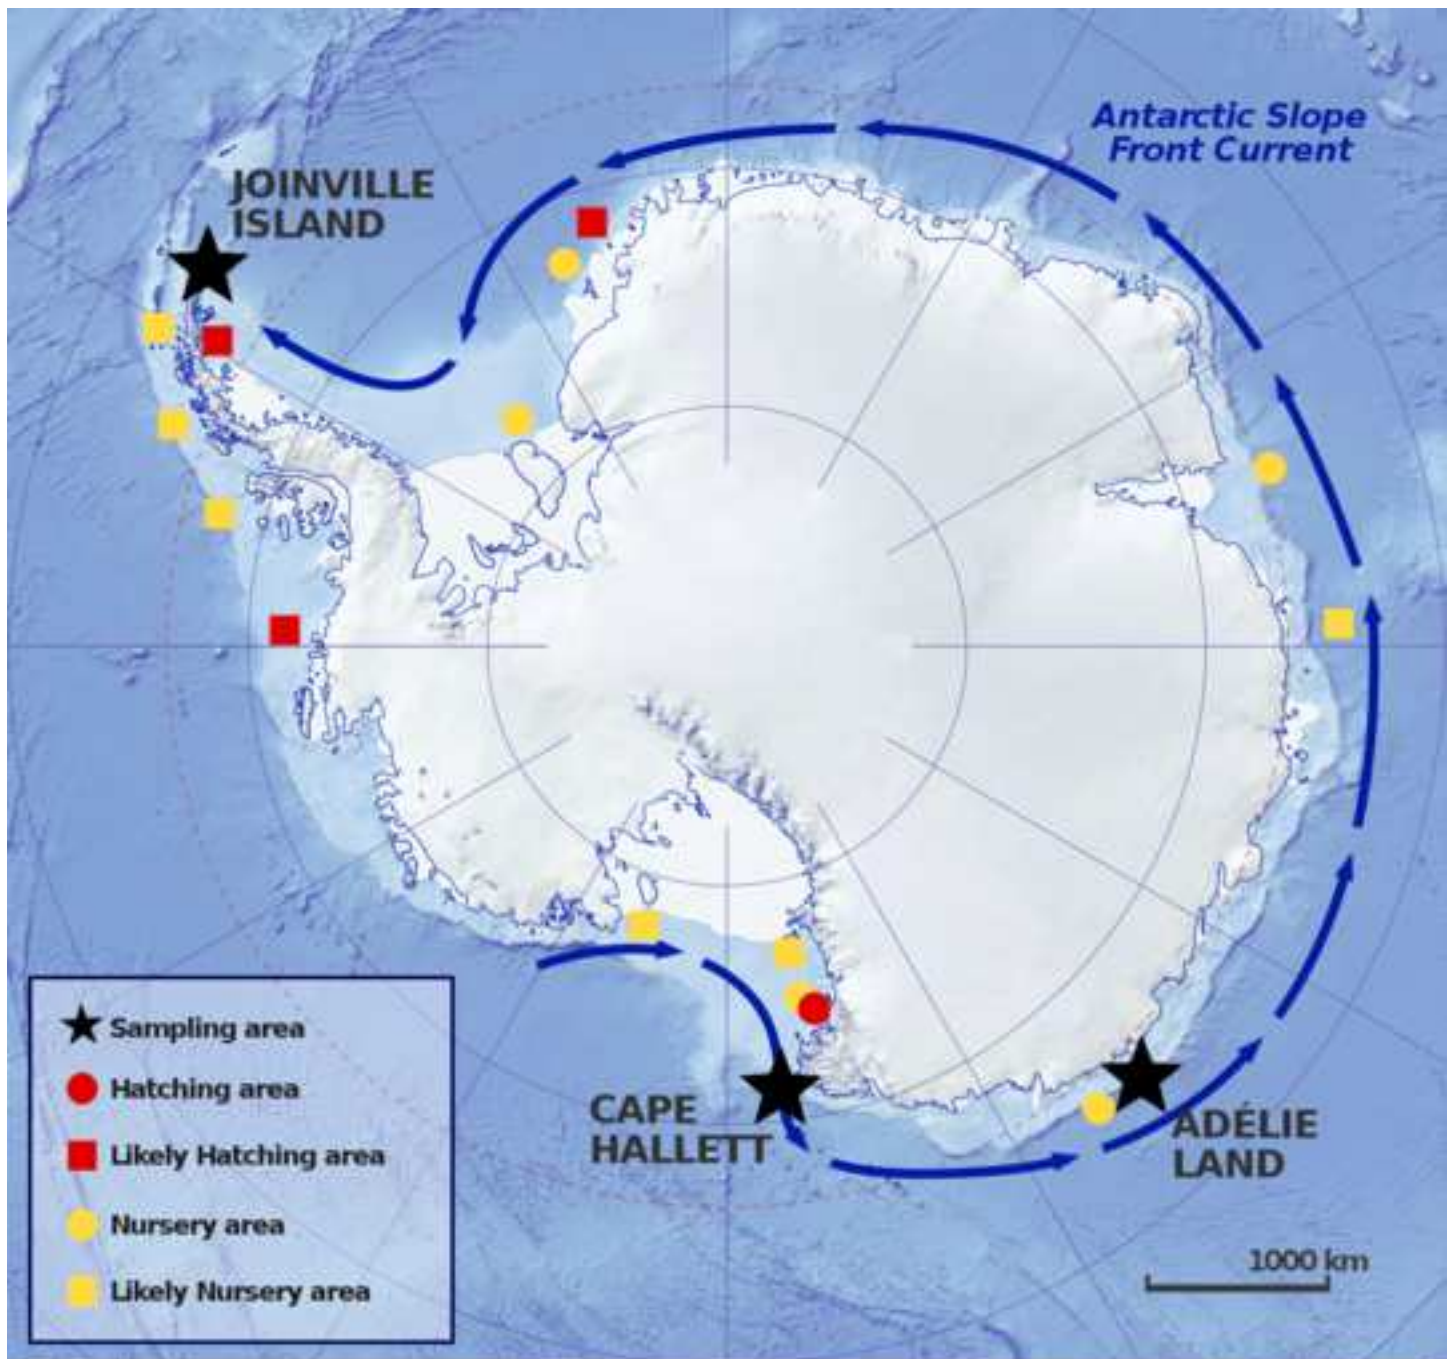 Antarctic Slope
Front Current
JOINVILLE
ISLAND
CAPE
HALLETT
ADÉLIE
LAND
1000 km
Sampling area
Hatching area
Likely Hatching area
Nursery area
Likely Nursery area